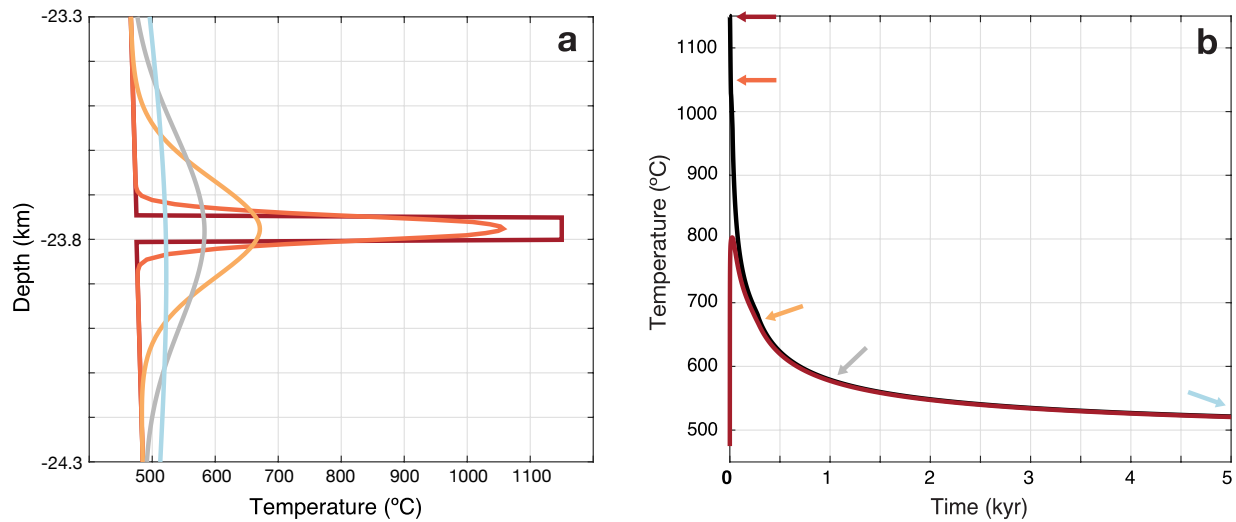 a
-23.3
-23.8
-24.3
Depth (km)
500 600 700 800 900 1000 1100
Temperature (ºC)
b
1100
1000
900
800
700
600
500
Temperature (ºC)
0 1 2 3 4 5
Time (kyr)